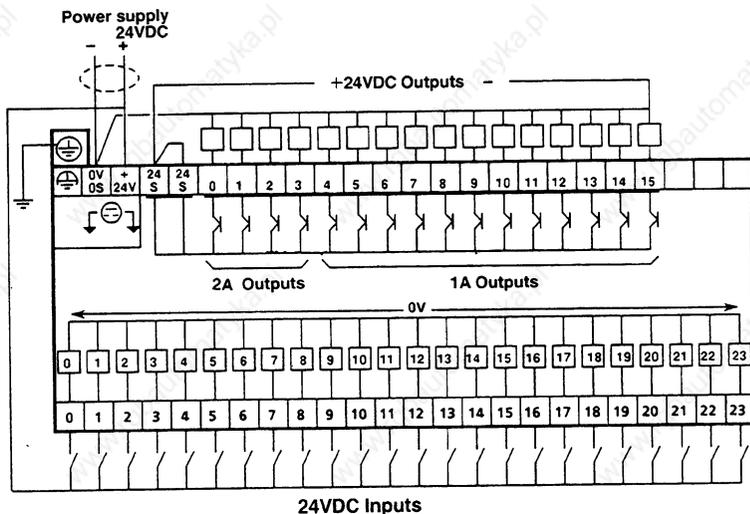 Power supply
24VDC
− +
+24VDC Outputs −
0V + 24 24 0 1 2 3 4 5 6 7 8 9 10 11 12 13 14 15
0S 24V S S
2A Outputs 1A Outputs
0V
0 1 2 3 4 5 6 7 8 9 10 11 12 13 14 15 16 17 18 19 20 21 22 23
0 1 2 3 4 5 6 7 8 9 10 11 12 13 14 15 16 17 18 19 20 21 22 23
24VDC Inputs